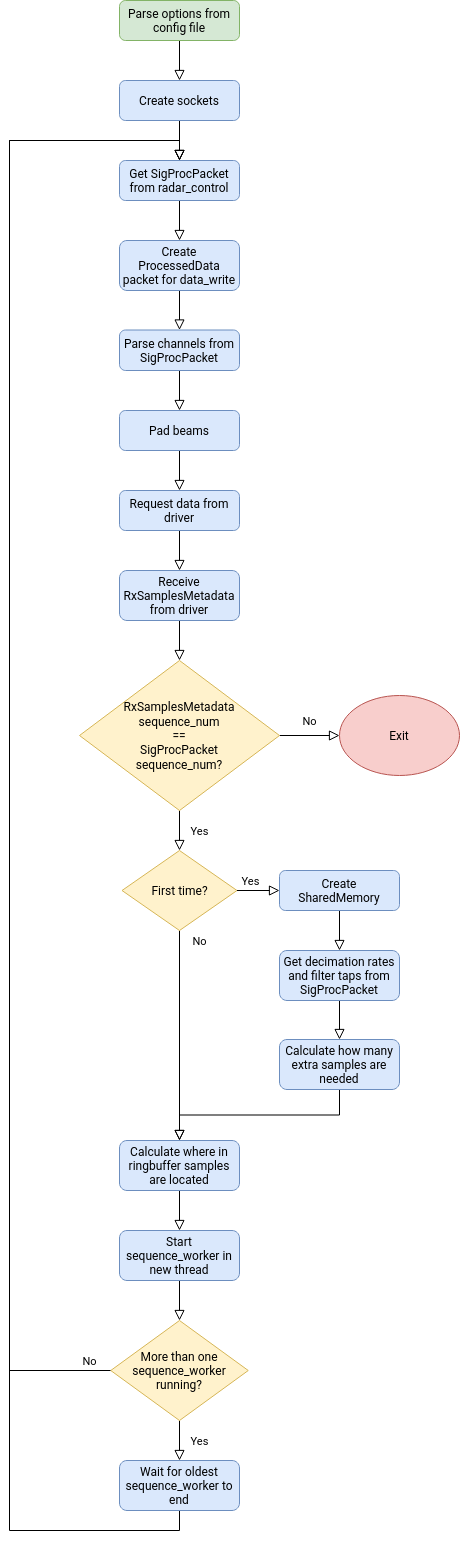 Parse options from
config file
Create sockets
Get SigProcPacket
from radar_control
Create
ProcessedData
packet for data_write
Parse channels from
SigProcPacket
Pad beams
Request data from
driver
Receive
RxSamplesMetadata
from driver
RxSamplesMetadata
sequence_num
==
SigProcPacket
sequence_num?
No
Exit
Yes
First time?
Yes
Create
SharedMemory
No
Get decimation rates
and filter taps from
SigProcPacket
Calculate how many
extra samples are
needed
Calculate where in
ringbuffer samples
are located
Start
sequence_worker in
new thread
More than one
sequence_worker
running?
No
Yes
Wait for oldest
sequence_worker to
end